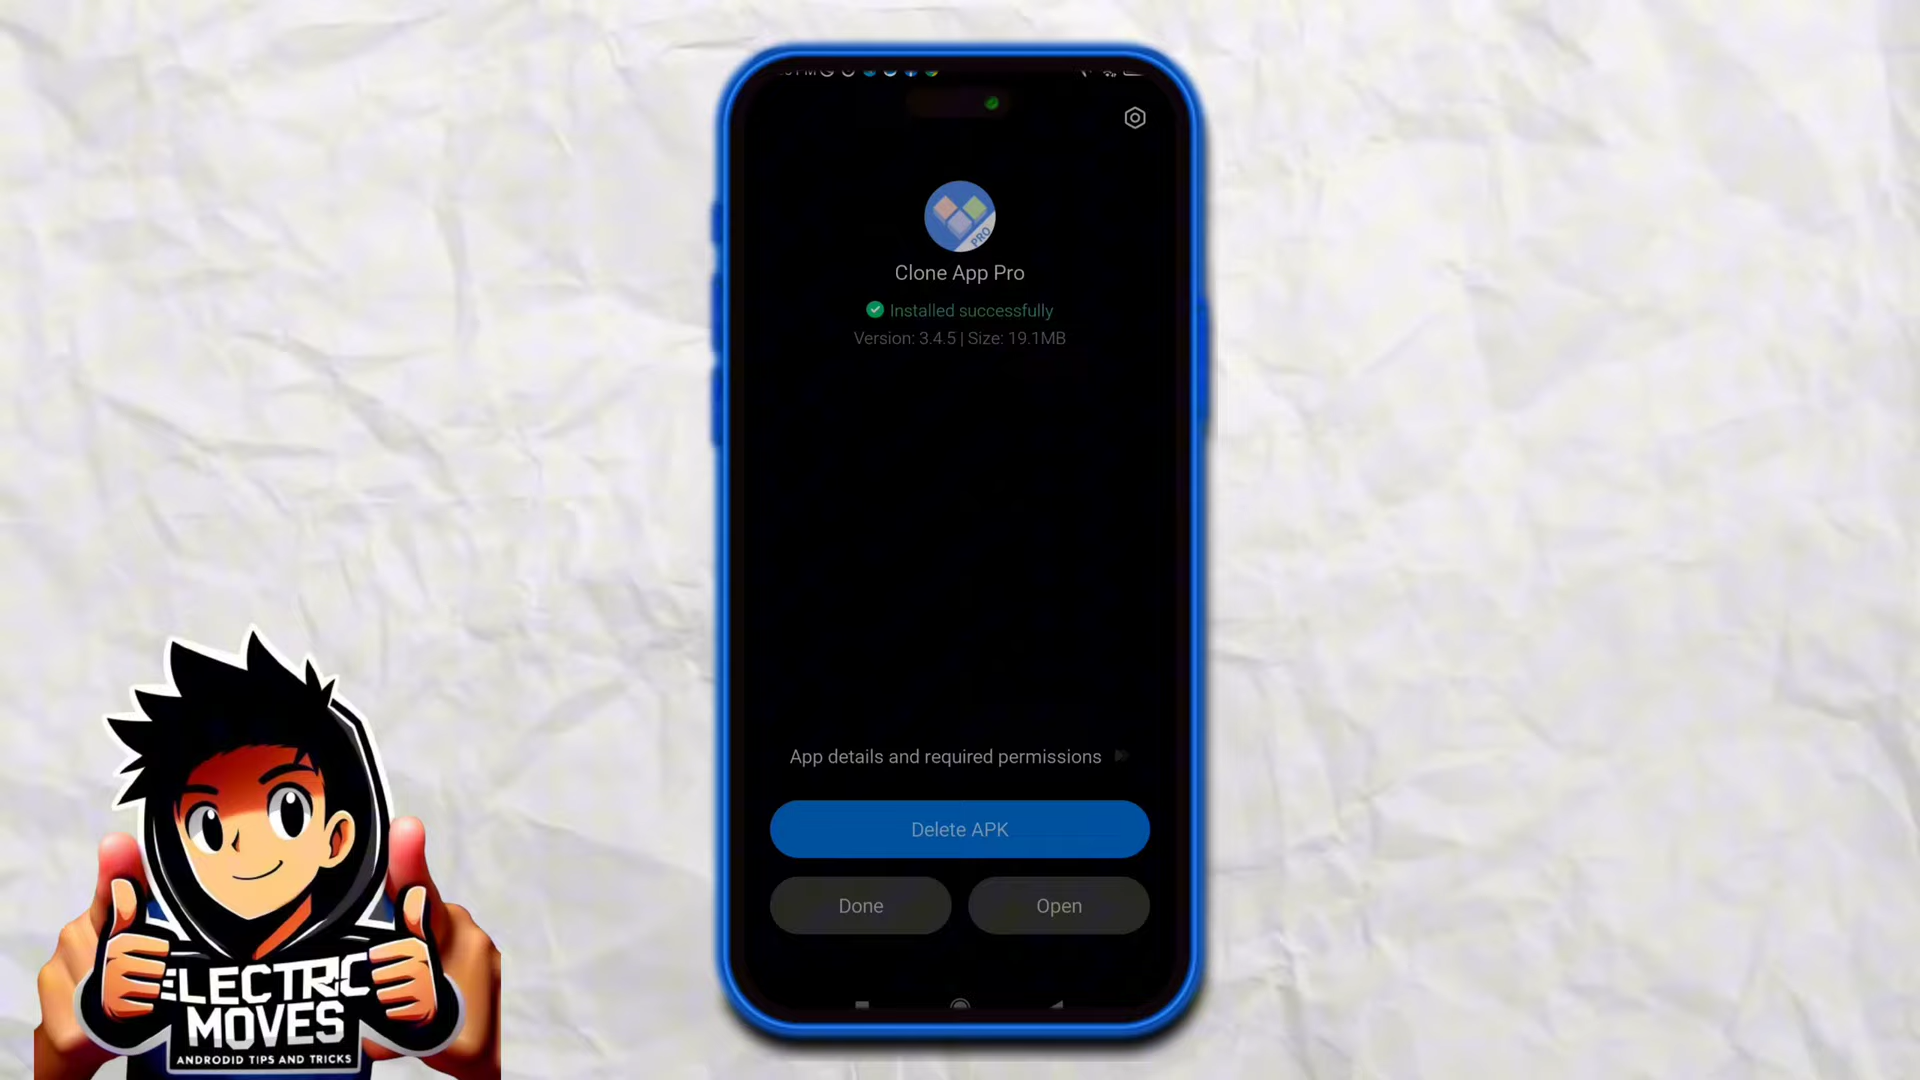 PRO
Clone App Pro
Installed successfully
Version: 3.4.5 | Size: 19.1MB
App details and required permissions
Delete APK
Done Open
ELECTRIC
MOVES
ANDRODID TIPS AND TRICKS